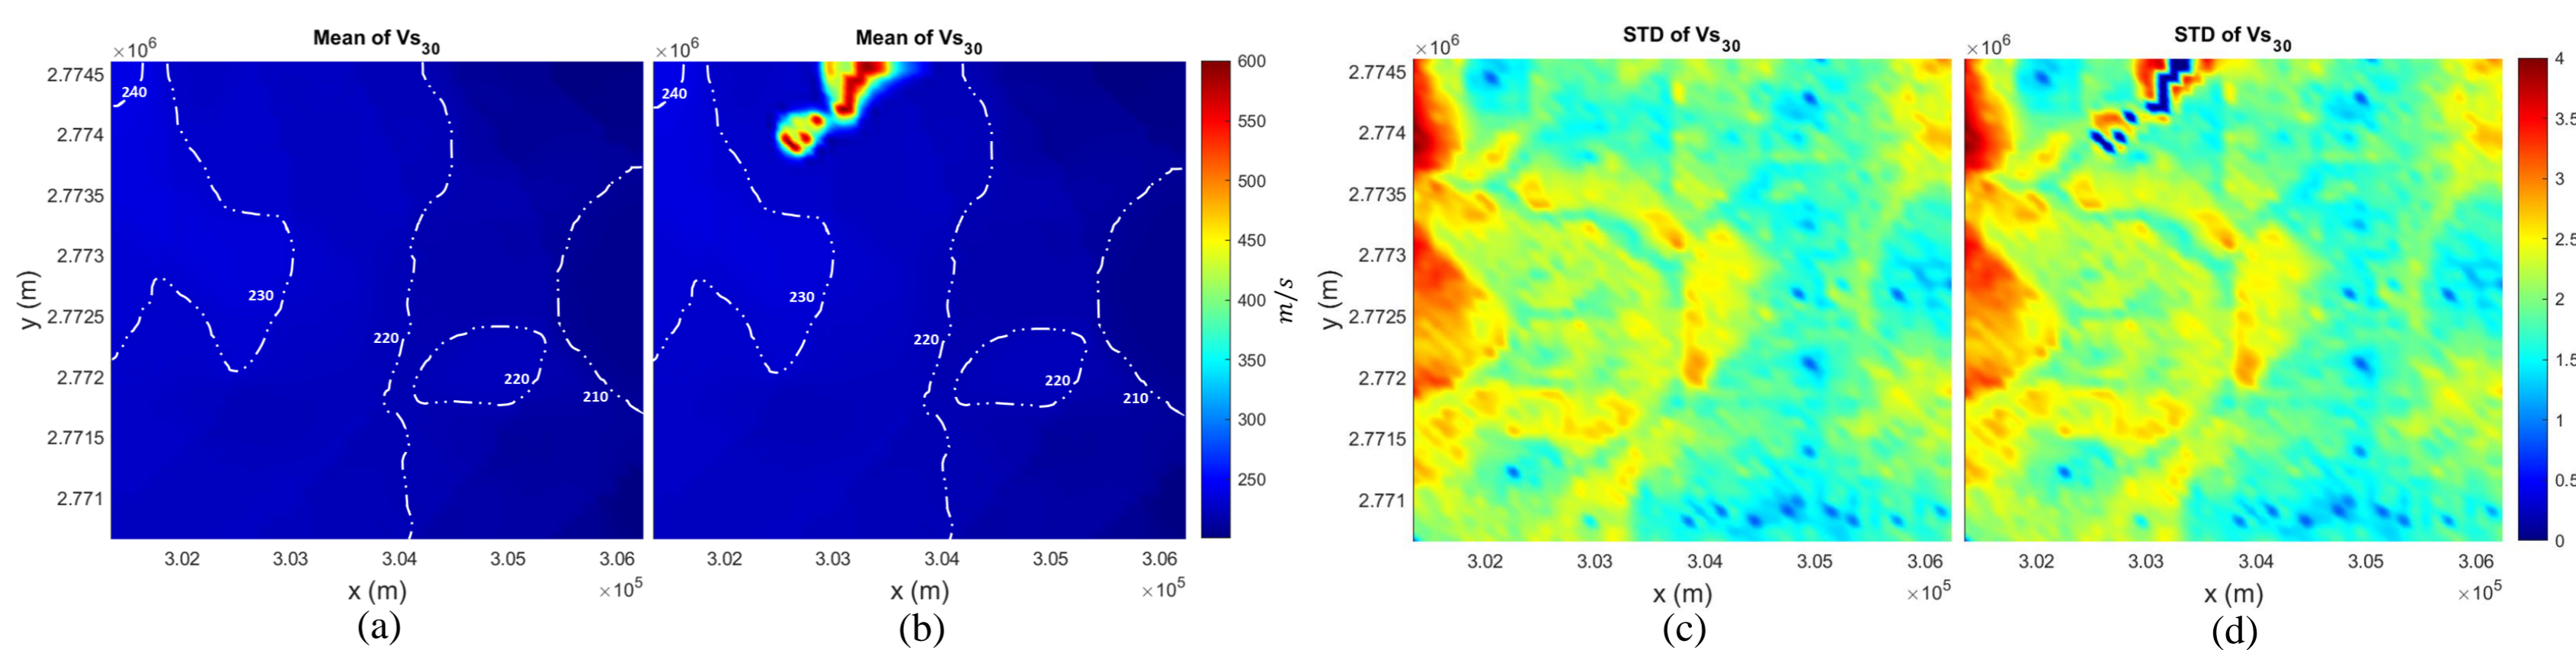 Mean of Vs30
×10^6
2.7745
2.774
2.7735
2.773
2.7725
2.772
2.7715
2.771
y (m)
240
230
220
220
210
3.02 3.03 3.04 3.05 3.06
x (m)
×10^5
(a)
Mean of Vs30
×10^6
240
230
220
220
210
3.02 3.03 3.04 3.05 3.06
x (m)
×10^5
(b)
600
550
500
450
400
350
300
250
m/s
STD of Vs30
×10^6
2.7745
2.774
2.7735
2.773
2.7725
2.772
2.7715
2.771
y (m)
3.02 3.03 3.04 3.05 3.06
x (m)
×10^5
(c)
STD of Vs30
×10^6
3.02 3.03 3.04 3.05 3.06
x (m)
×10^5
(d)
4
3.5
3
2.5
2
1.5
1
0.5
0